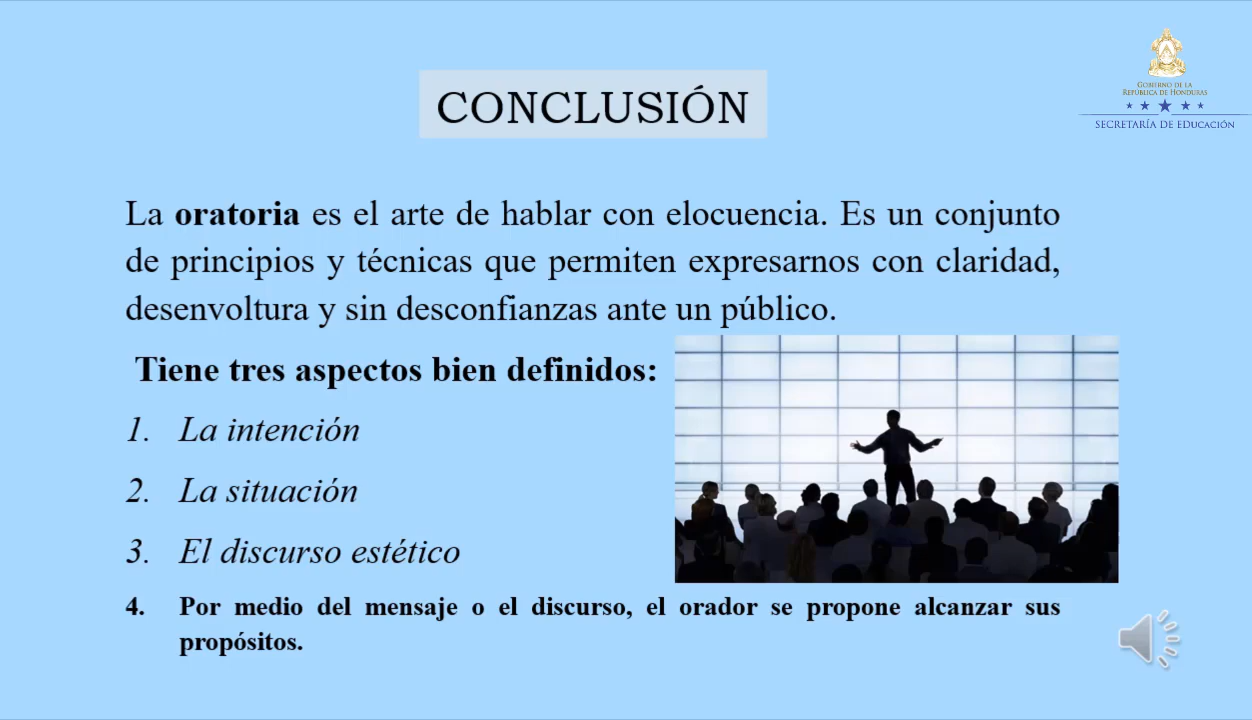 GOBIERNO DE LA
REPÚBLICA DE HONDURAS
SECRETARÍA DE EDUCACIÓN
CONCLUSIÓN
La oratoria es el arte de hablar con elocuencia. Es un conjunto
de principios y técnicas que permiten expresarnos con claridad,
desenvoltura y sin desconfianzas ante un público.
Tiene tres aspectos bien definidos:
1. La intención
2. La situación
3. El discurso estético
4. Por medio del mensaje o el discurso, el orador se propone alcanzar sus
propósitos.